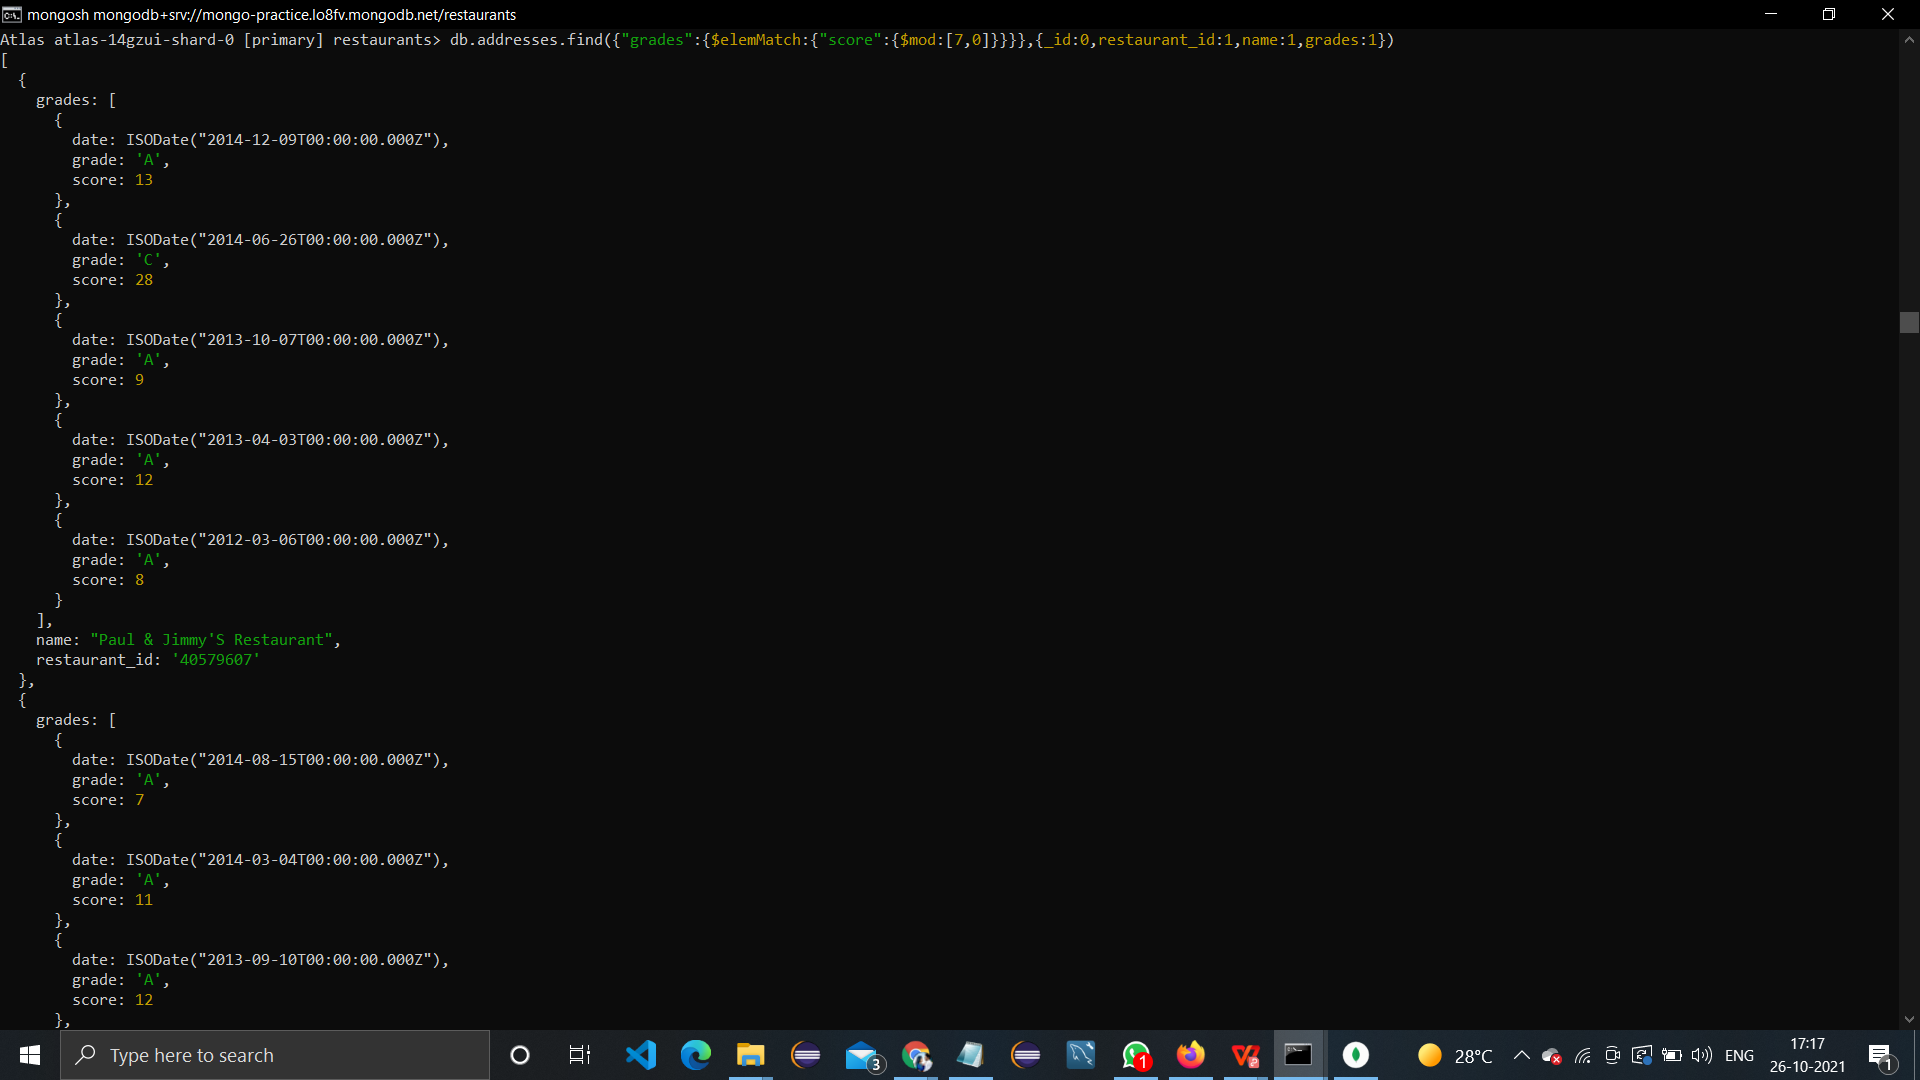 mongosh mongodb+srv://mongo-practice.lo8fv.mongodb.net/restaurants
Atlas atlas-14gzui-shard-0 [primary] restaurants> db.addresses.find({"grades":{$elemMatch:{"score":{$mod:[7,0]}}}},{_id:0,restaurant_id:1,name:1,grades:1})
[
  {
    grades: [
      {
        date: ISODate("2014-12-09T00:00:00.000Z"),
        grade: 'A',
        score: 13
      },
      {
        date: ISODate("2014-06-26T00:00:00.000Z"),
        grade: 'C',
        score: 28
      },
      {
        date: ISODate("2013-10-07T00:00:00.000Z"),
        grade: 'A',
        score: 9
      },
      {
        date: ISODate("2013-04-03T00:00:00.000Z"),
        grade: 'A',
        score: 12
      },
      {
        date: ISODate("2012-03-06T00:00:00.000Z"),
        grade: 'A',
        score: 8
      }
    ],
    name: "Paul & Jimmy'S Restaurant",
    restaurant_id: '40579607'
  },
  {
    grades: [
      {
        date: ISODate("2014-08-15T00:00:00.000Z"),
        grade: 'A',
        score: 7
      },
      {
        date: ISODate("2014-03-04T00:00:00.000Z"),
        grade: 'A',
        score: 11
      },
      {
        date: ISODate("2013-09-10T00:00:00.000Z"),
        grade: 'A',
        score: 12
      },
Type here to search
3
1
28°C
ENG
17:17
26-10-2021
1